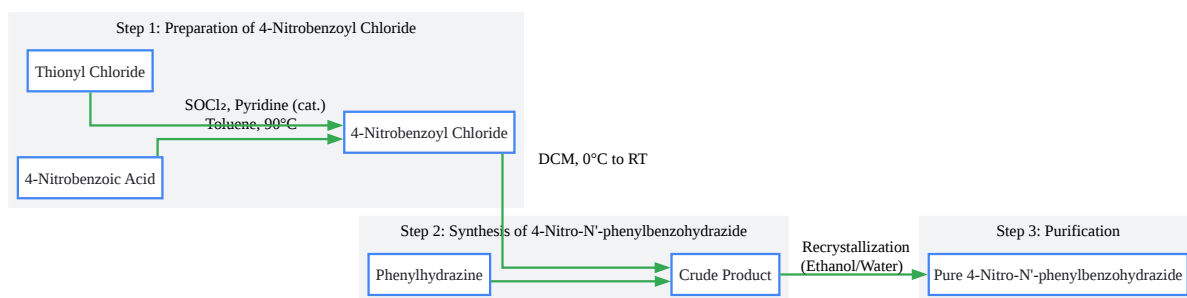 Step 1: Preparation of 4-Nitrobenzoyl Chloride
Thionyl Chloride
SOCl₂, Pyridine (cat.)
Toluene, 90°C
4-Nitrobenzoyl Chloride
4-Nitrobenzoic Acid
DCM, 0°C to RT
Step 2: Synthesis of 4-Nitro-N'-phenylbenzohydrazide
Phenylhydrazine
Crude Product
Recrystallization
(Ethanol/Water)
Step 3: Purification
Pure 4-Nitro-N'-phenylbenzohydrazide